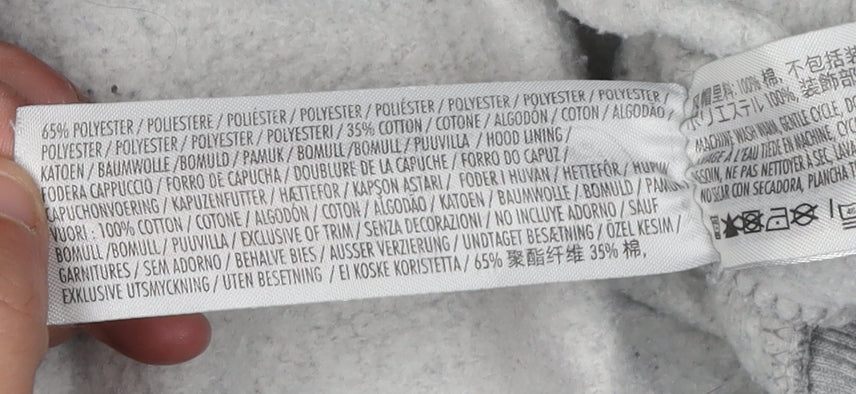 65% POLYESTER / POLIESTERE / POLIÉSTER / POLYESTER / POLIÉSTER / POLYESTER / POLYESTER / POLYESTER /
POLYESTER / POLYESTER / POLYESTER / POLYESTERI / 35% COTTON / COTONE / ALGODÓN / COTON / ALGODÃO /
KATOEN / BAUMWOLLE / BOMULD / PAMUK / BOMULL /BOMULL / PUUVILLA / HOOD LINING /
FODERA CAPPUCCIO / FORRO DE CAPUCHA / DOUBLURE DE LA CAPUCHE / FORRO DO CAPUZ /
CAPUCHONVOERING / KAPUZENFUTTER / HÆTTEFOR / KAPSON ASTARI / FODER I HUVAN / HETTEFÔR /
VUORI : 100% COTTON / COTONE / ALGODÓN / COTON / ALGODÃO / KATOEN / BAUMWOLLE / BOMULD / PAMUK
BOMULL /BOMULL / PUUVILLA / EXCLUSIVE OF TRIM / SENZA DECORAZIONI / NO INCLUYE ADORNO / SAUF
GARNITURES / SEM ADORNO / BEHALVE BIES / AUSSER VERZIERUNG / UNDTAGET BESÆTNING / ÖZEL KESIM /
EXKLUSIVE UTSMYCKNING / UTEN BESETNING / EI KOSKE KORISTETTA / 65% 聚酯纤维 35% 棉,
帽里料: 100% 棉, 不包括装
ポリエステル 100%, 装飾部
MACHINE WASH WARM, GENTLE CYCLE,
À L'EAU TIÈDE EN MACHINE,
NE PAS NETTOYER À SEC,
NO SECAR CON SECADORA, PLANCHA